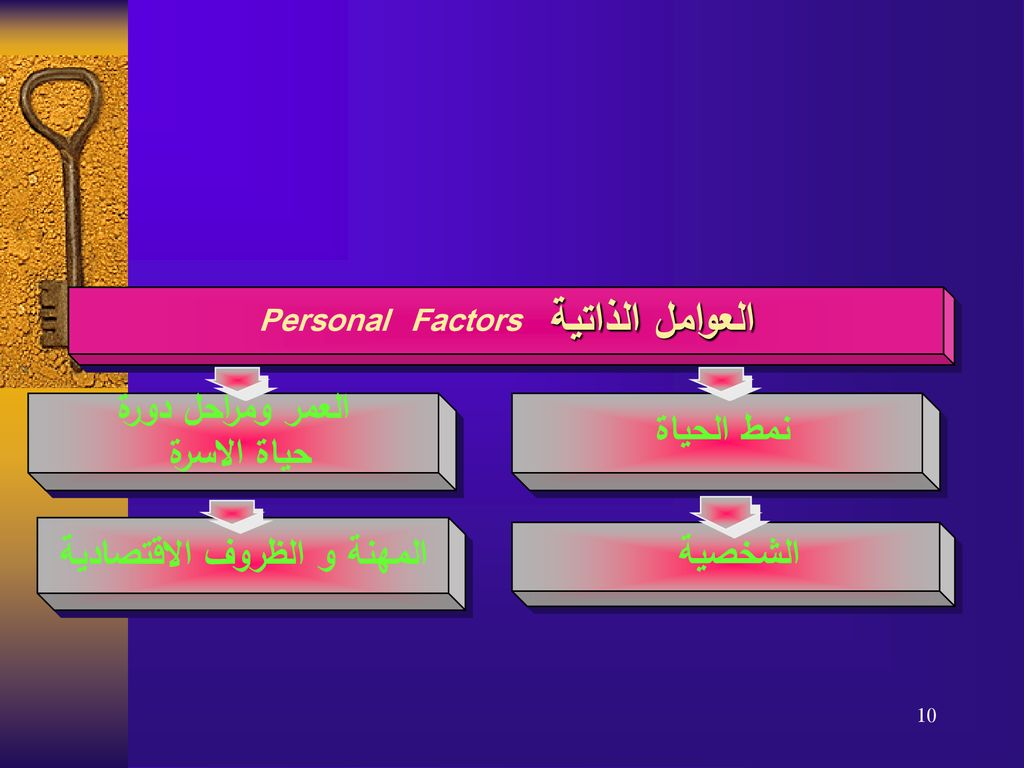 العوامل الذاتية Personal Factors
نمط الحياة
العمر ومراحل دورة
حياة الاسرة
الشخصية
المهنة و الظروف الاقتصادية
10